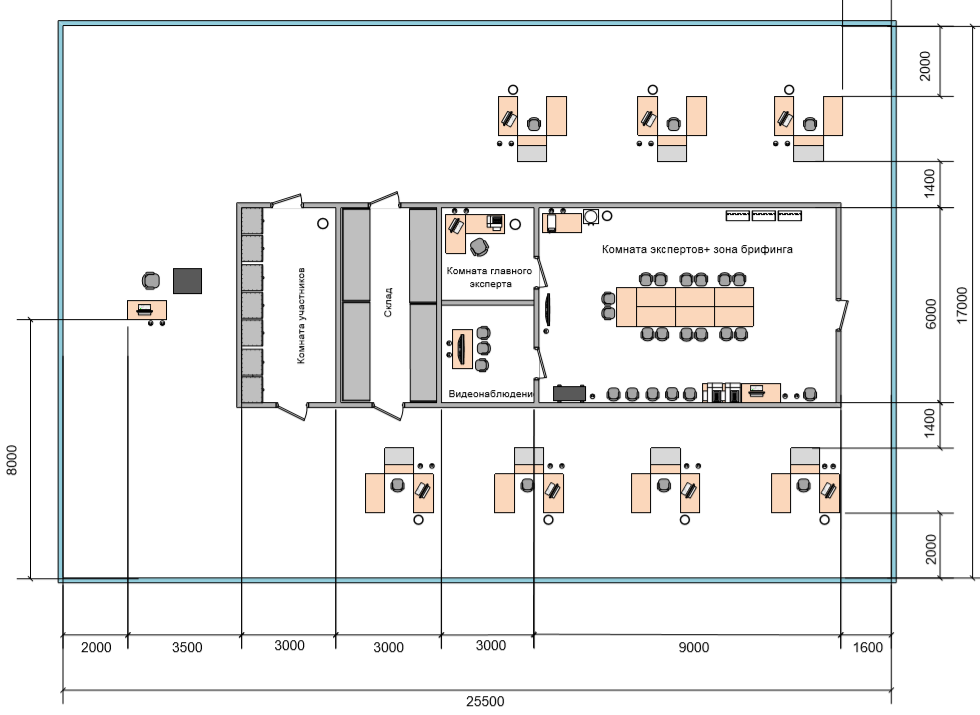 2000
1400
6000
17000
1400
2000
8000
Комната участников
Склад
Комната главного
эксперта
Видеонаблюдени
Комната экспертов+ зона брифинга
2000
3500
3000
3000
3000
9000
1600
25500